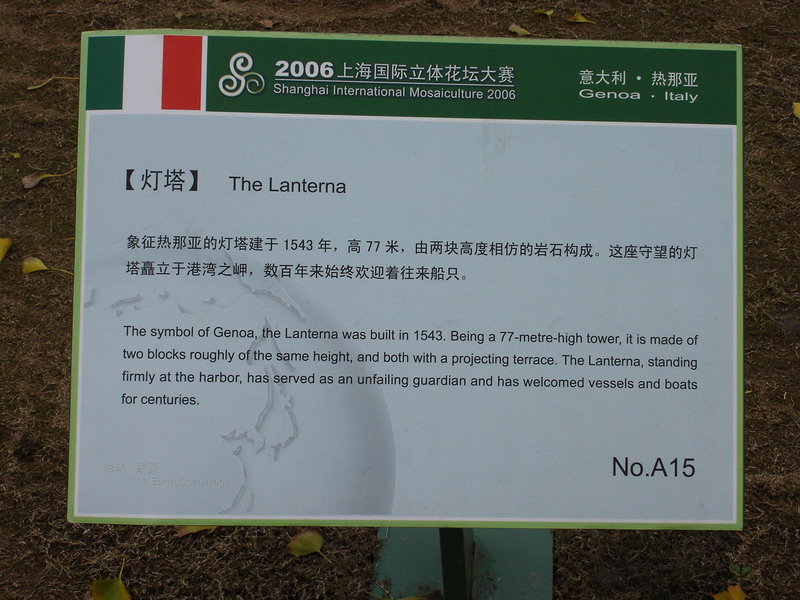 2006上海国际立体花坛大赛
Shanghai International Mosaiculture 2006
意大利·热那亚
Genoa · Italy
【灯塔】 The Lanterna
象征热那亚的灯塔建于 1543 年，高 77 米，由两块高度相仿的岩石构成。这座守望的灯
塔矗立于港湾之岬，数百年来始终欢迎着往来船只。
The symbol of Genoa, the Lanterna was built in 1543. Being a 77-metre-high tower, it is made of
two blocks roughly of the same height, and both with a projecting terrace. The Lanterna, standing
firmly at the harbor, has served as an unfailing guardian and has welcomed vessels and boats
for centuries.
The Earth, Our Village
No.A15